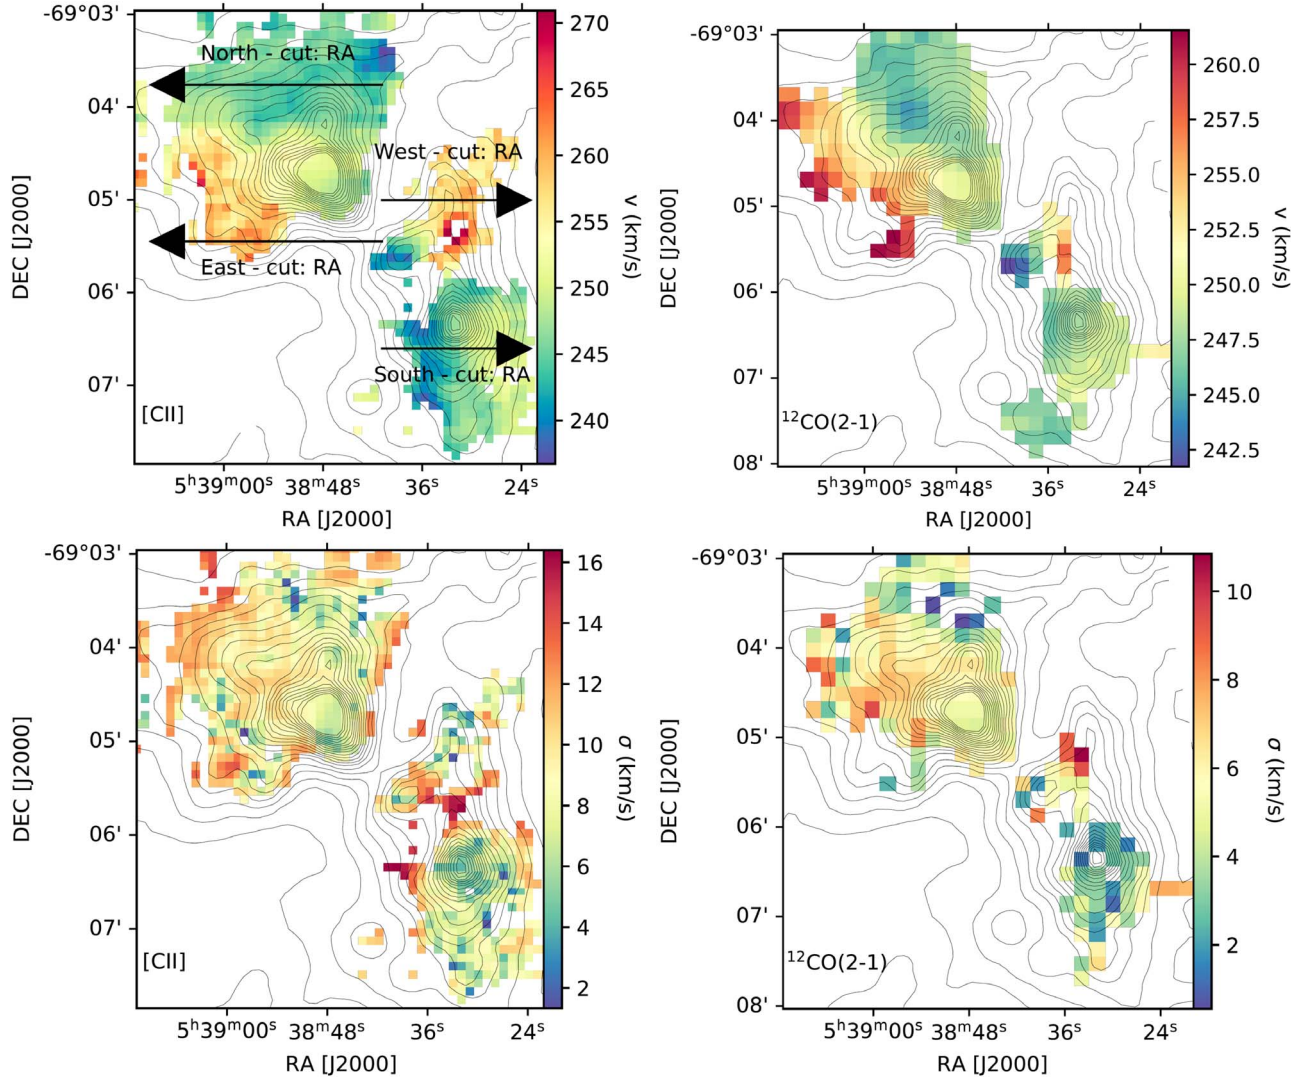 -69°03'
04'
05'
06'
07'
DEC [J2000]
North - cut: RA
West - cut: RA
East - cut: RA
South - cut: RA
[CII]
5ʰ39ᵐ00ˢ
38ᵐ48ˢ
36ˢ
24ˢ
RA [J2000]
270
265
260
255
250
245
240
v (km/s)
-69°03'
04'
05'
06'
07'
08'
DEC [J2000]
¹²CO(2-1)
5ʰ39ᵐ00ˢ
38ᵐ48ˢ
36ˢ
24ˢ
RA [J2000]
260.0
257.5
255.0
252.5
250.0
247.5
245.0
242.5
v (km/s)
-69°03'
04'
05'
06'
07'
DEC [J2000]
[CII]
5ʰ39ᵐ00ˢ
38ᵐ48ˢ
36ˢ
24ˢ
RA [J2000]
16
14
12
10
8
6
4
2
σ (km/s)
-69°03'
04'
05'
06'
07'
08'
DEC [J2000]
¹²CO(2-1)
5ʰ39ᵐ00ˢ
38ᵐ48ˢ
36ˢ
24ˢ
RA [J2000]
10
8
6
4
2
σ (km/s)